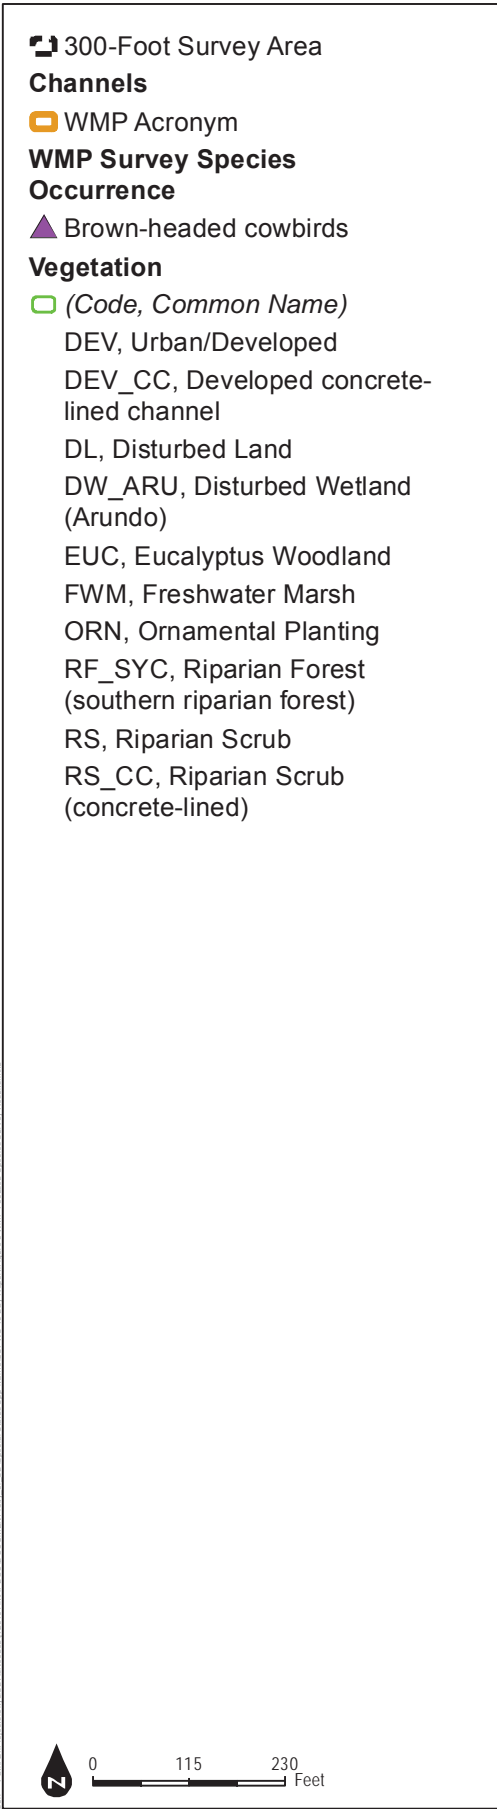 300-Foot Survey Area
Channels
WMP Acronym
WMP Survey Species
Occurrence
Brown-headed cowbirds
Vegetation
(Code, Common Name)
DEV, Urban/Developed
DEV_CC, Developed concrete-
lined channel
DL, Disturbed Land
DW_ARU, Disturbed Wetland
(Arundo)
EUC, Eucalyptus Woodland
FWM, Freshwater Marsh
ORN, Ornamental Planting
RF_SYC, Riparian Forest
(southern riparian forest)
RS, Riparian Scrub
RS_CC, Riparian Scrub
(concrete-lined)
N
0 115 230
Feet